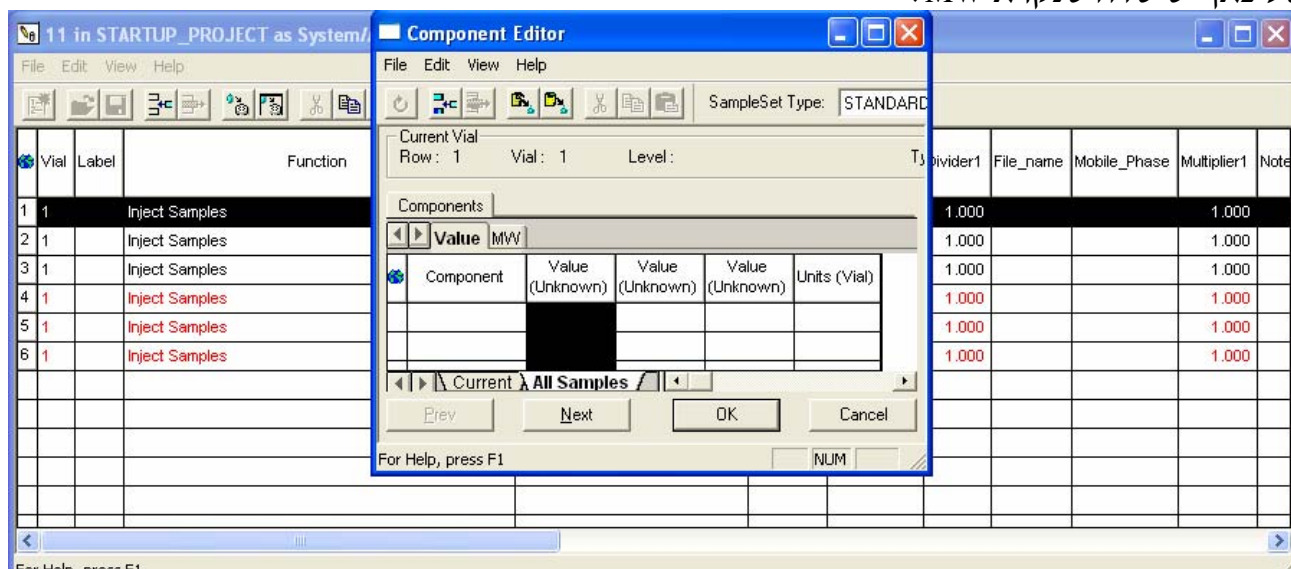 11 in STARTUP_PROJECT as System/
File Edit View Help
Vial Label Function Divider1 File_name Mobile_Phase Multiplier1 Note
1 1 Inject Samples 1.000 1.000
2 1 Inject Samples 1.000 1.000
3 1 Inject Samples 1.000 1.000
4 1 Inject Samples 1.000 1.000
5 1 Inject Samples 1.000 1.000
6 1 Inject Samples 1.000 1.000
Component Editor
File Edit View Help
SampleSet Type: STANDARD
Current Vial
Row: 1 Vial: 1 Level:
Components
Value MW
Component Value (Unknown) Value (Unknown) Value (Unknown) Units (Vial)
Current All Samples
Prev Next OK Cancel
For Help, press F1 NUM
For Help, press F1